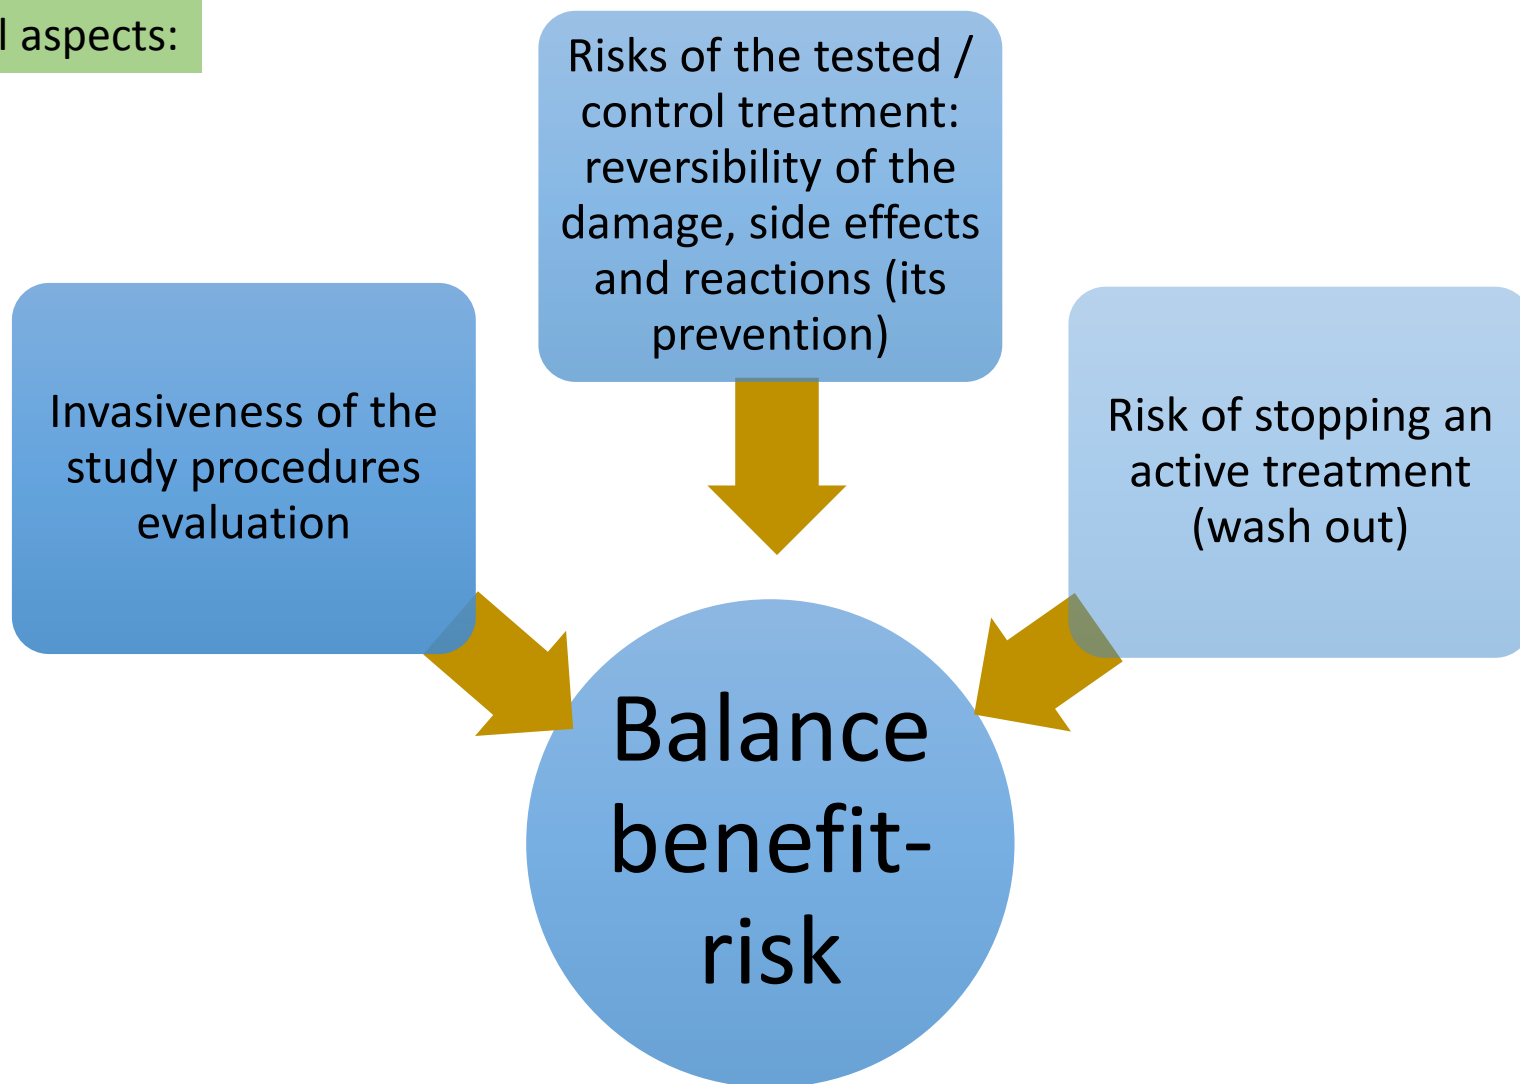 l aspects:
Risks of the tested /
control treatment:
reversibility of the
damage, side effects
and reactions (its
prevention)
Invasiveness of the
study procedures
evaluation
Risk of stopping an
active treatment
(wash out)
Balance
benefit-
risk